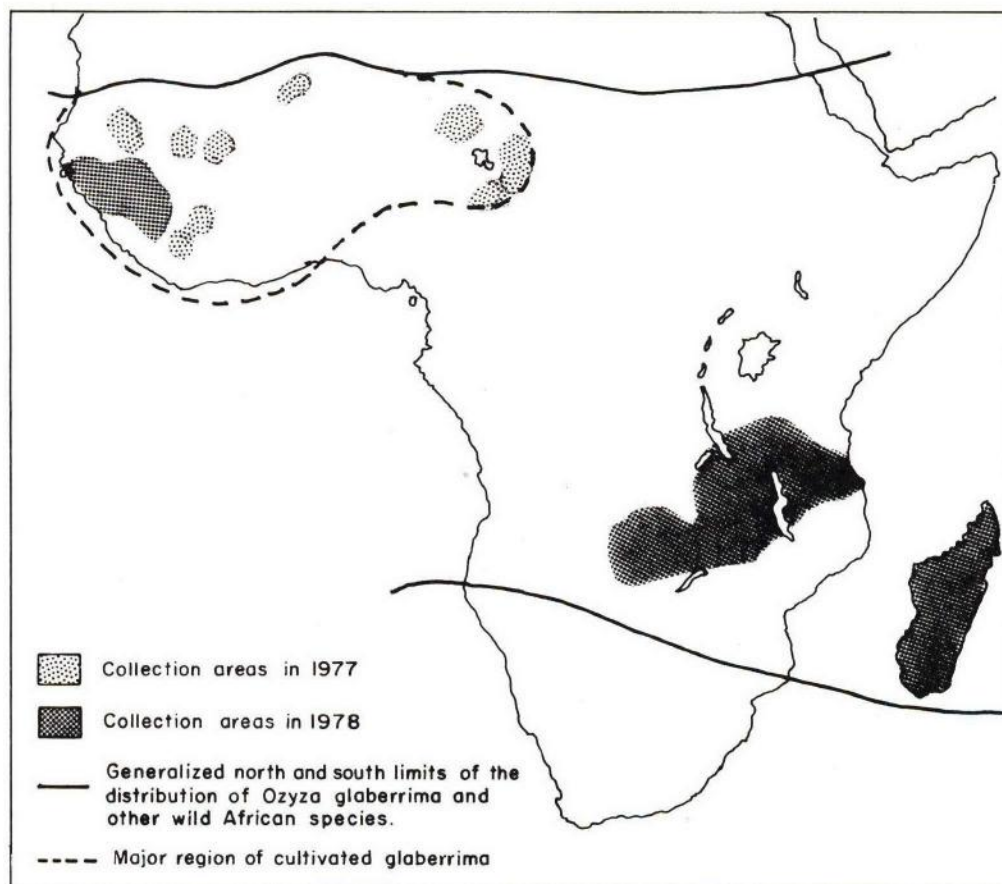 Collection areas in 1977
Collection areas in 1978
Generalized north and south limits of the
distribution of Ozyza glaberrima and
other wild African species.
Major region of cultivated glaberrima